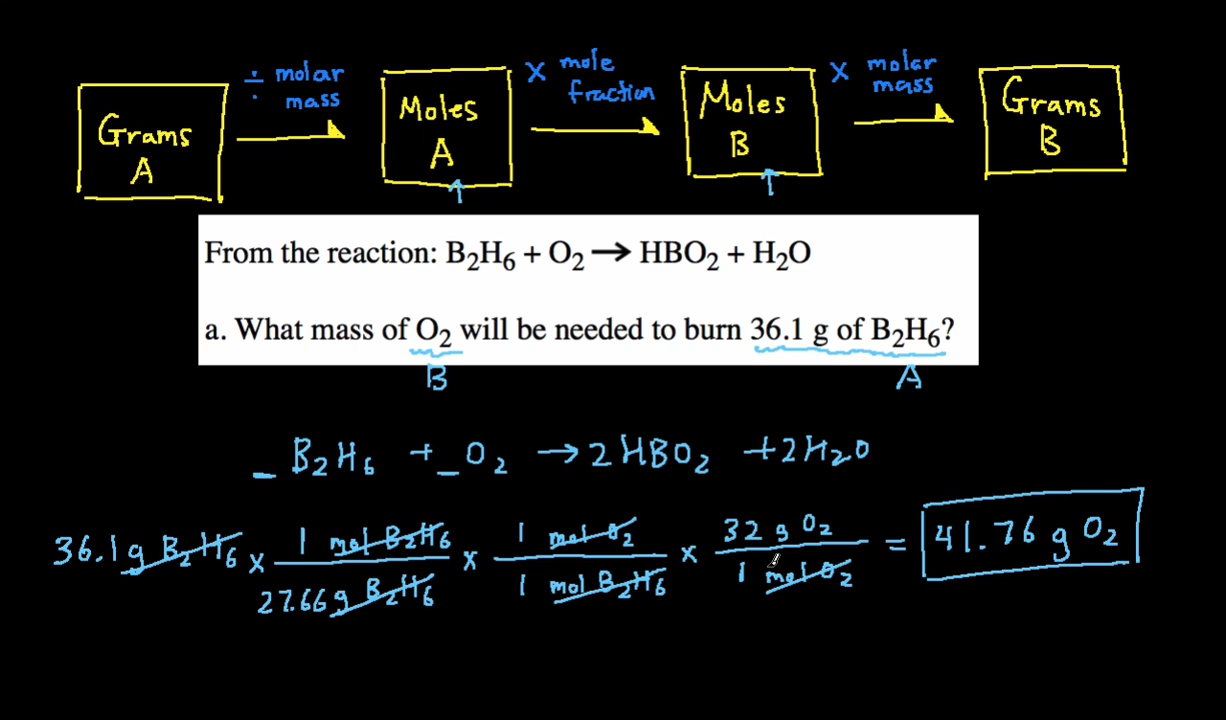 ÷ molar mass
× mole fraction
× molar mass
Grams A
Moles A
Moles B
Grams B
From the reaction: B₂H₆ + O₂ → HBO₂ + H₂O
a. What mass of O₂ will be needed to burn 36.1 g of B₂H₆?
B A
_ B₂H₆ + _ O₂ → 2 HBO₂ + 2 H₂O
36.1 g B₂H₆ × 1 mol B₂H₆ / 27.66 g B₂H₆ × 1 mol O₂ / 1 mol B₂H₆ × 32 g O₂ / 1 mol O₂ = 41.76 g O₂